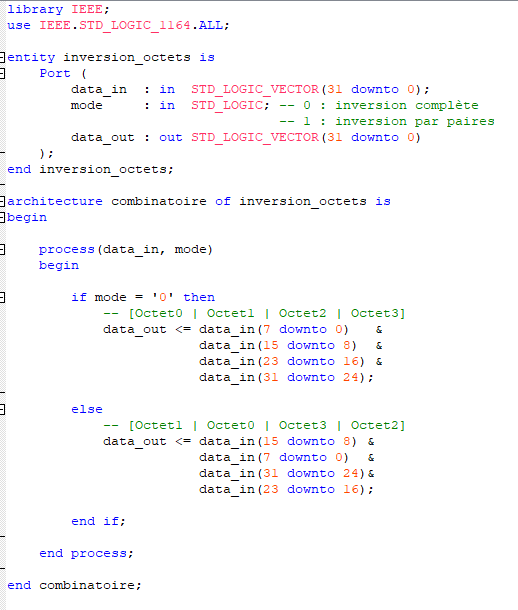 library IEEE;
use IEEE.STD_LOGIC_1164.ALL;
entity inversion_octets is
    Port (
        data_in  : in  STD_LOGIC_VECTOR(31 downto 0);
        mode     : in  STD_LOGIC; -- 0 : inversion complète
                                  -- 1 : inversion par paires
        data_out : out STD_LOGIC_VECTOR(31 downto 0)
    );
end inversion_octets;
architecture combinatoire of inversion_octets is
begin
    process(data_in, mode)
    begin
        if mode = '0' then
            -- [Octet0 | Octet1 | Octet2 | Octet3]
            data_out <= data_in(7 downto 0)   &
                        data_in(15 downto 8)  &
                        data_in(23 downto 16) &
                        data_in(31 downto 24);
        else
            -- [Octet1 | Octet0 | Octet3 | Octet2]
            data_out <= data_in(15 downto 8) &
                        data_in(7 downto 0)  &
                        data_in(31 downto 24)&
                        data_in(23 downto 16);
        end if;
    end process;
end combinatoire;